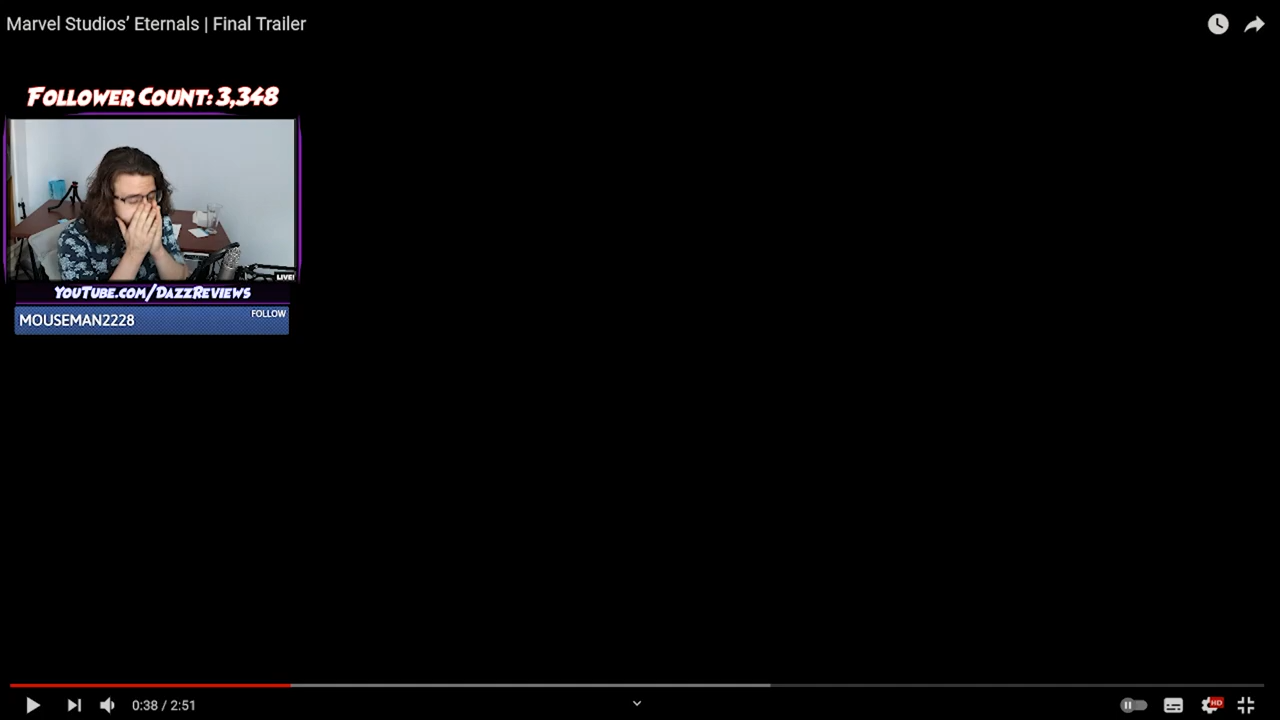 Marvel Studios’ Eternals | Final Trailer
FOLLOWER COUNT: 3,348
LIVE!
YOUTUBE.COM/DAZZREVIEWS
MOUSEMAN2228
FOLLOW
0:38 / 2:51
HD